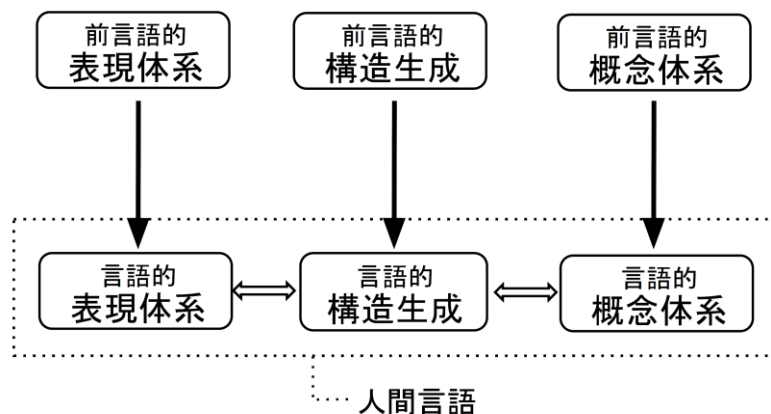 前言語的
表現体系
前言語的
構造生成
前言語的
概念体系
言語的
表現体系
言語的
構造生成
言語的
概念体系
人間言語